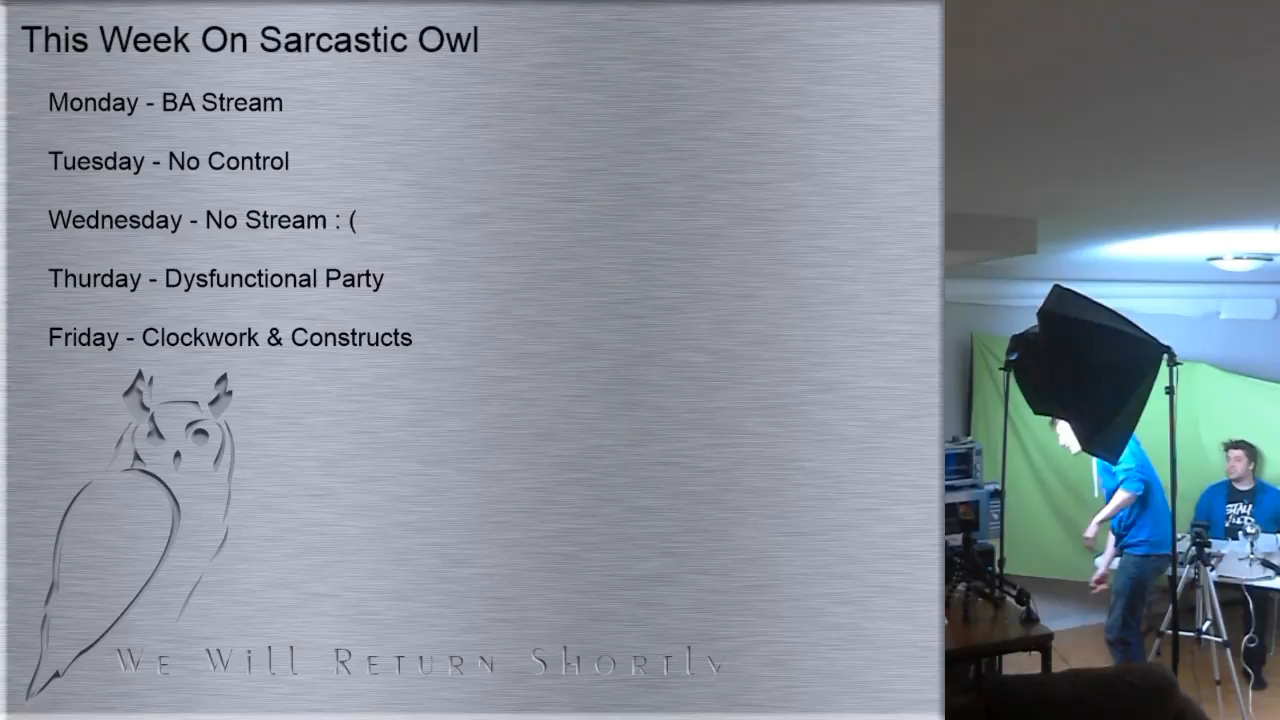 This Week On Sarcastic Owl
Monday - BA Stream
Tuesday - No Control
Wednesday - No Stream : (
Thurday - Dysfunctional Party
Friday - Clockwork & Constructs
We Will Return Shortly
STAY